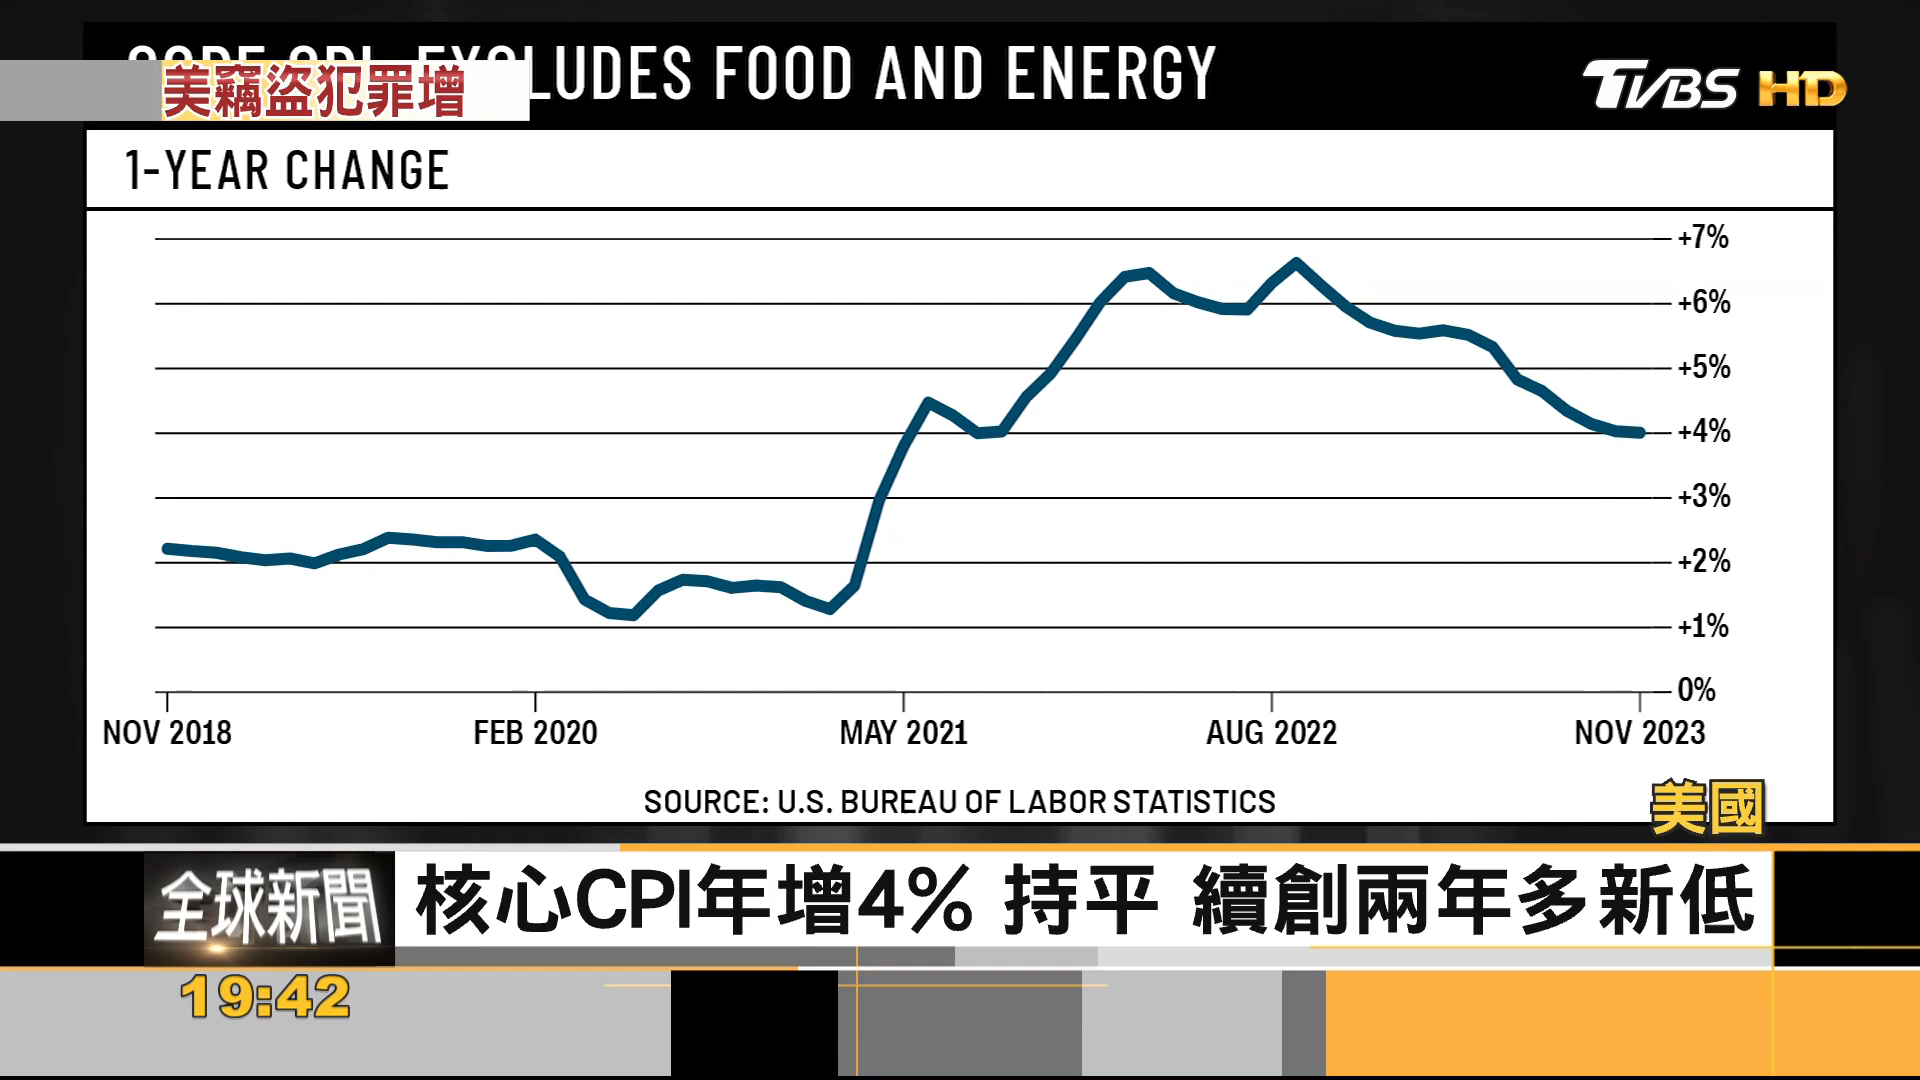 EXCLUDES FOOD AND ENERGY
美竊盜犯罪增
TVBS HD
1-YEAR CHANGE
+7%
+6%
+5%
+4%
+3%
+2%
+1%
0%
NOV 2018 FEB 2020 MAY 2021 AUG 2022 NOV 2023
SOURCE: U.S. BUREAU OF LABOR STATISTICS
美國
全球新聞
核心CPI年增4% 持平 續創兩年多新低
19:42